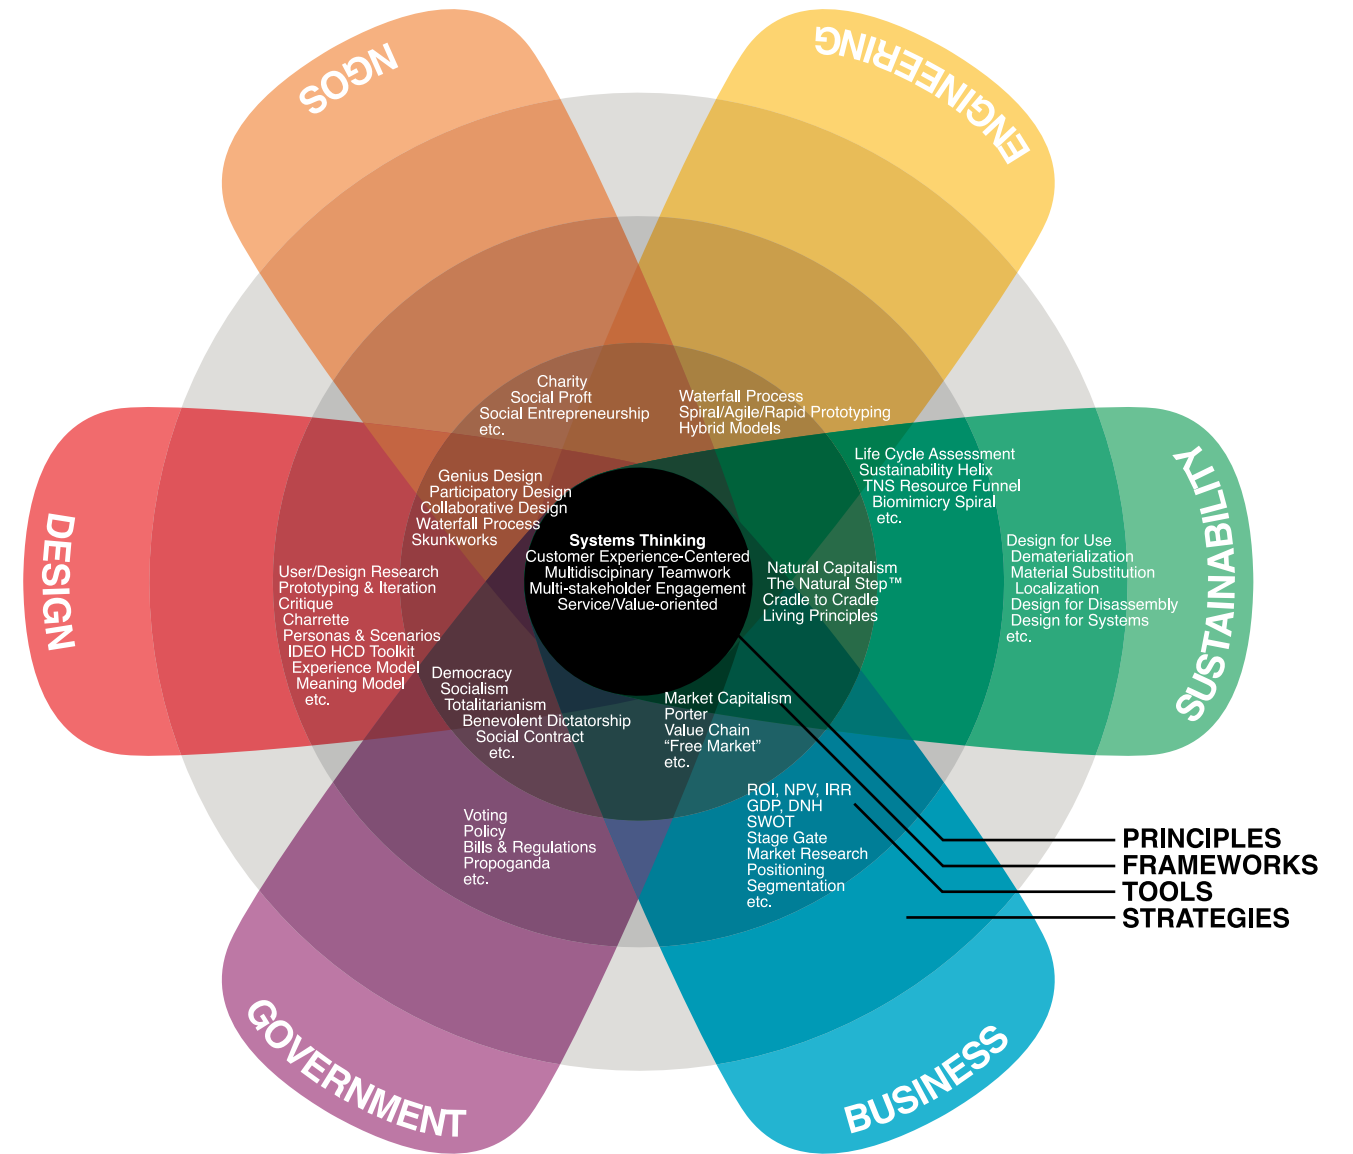 NGOS
ENGINEERING
SUSTAINABILITY
DESIGN
GOVERNMENT
BUSINESS
Charity
Social Proft
Social Entrepreneurship
etc.
Waterfall Process
Spiral/Agile/Rapid Prototyping
Hybrid Models
Life Cycle Assessment
Sustainability Helix
TNS Resource Funnel
Biomimicry Spiral
etc.
Genius Design
Participatory Design
Collaborative Design
Waterfall Process
Skunkworks
Systems Thinking
Customer Experience-Centered
Multidiscipinary Teamwork
Multi-stakeholder Engagement
Service/Value-oriented
Natural Capitalism
The Natural Step™
Cradle to Cradle
Living Principles
Design for Use
Dematerialization
Material Substitution
Localization
Design for Disassembly
Design for Systems
etc.
User/Design Research
Prototyping & Iteration
Critique
Charrette
Personas & Scenarios
IDEO HCD Toolkit
Experience Model
Meaning Model
etc.
Democracy
Socialism
Totalitarianism
Benevolent Dictatorship
Social Contract
etc.
Market Capitalism
Porter
Value Chain
“Free Market”
etc.
Voting
Policy
Bills & Regulations
Propoganda
etc.
ROI, NPV, IRR
GDP, DNH
SWOT
Stage Gate
Market Research
Positioning
Segmentation
etc.
PRINCIPLES
FRAMEWORKS
TOOLS
STRATEGIES